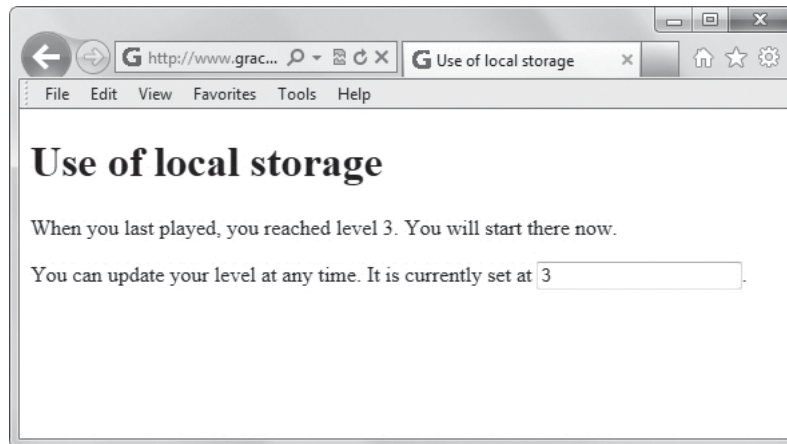 G http://www.grac...
G Use of local storage
File Edit View Favorites Tools Help
Use of local storage
When you last played, you reached level 3. You will start there now.
You can update your level at any time. It is currently set at 3.